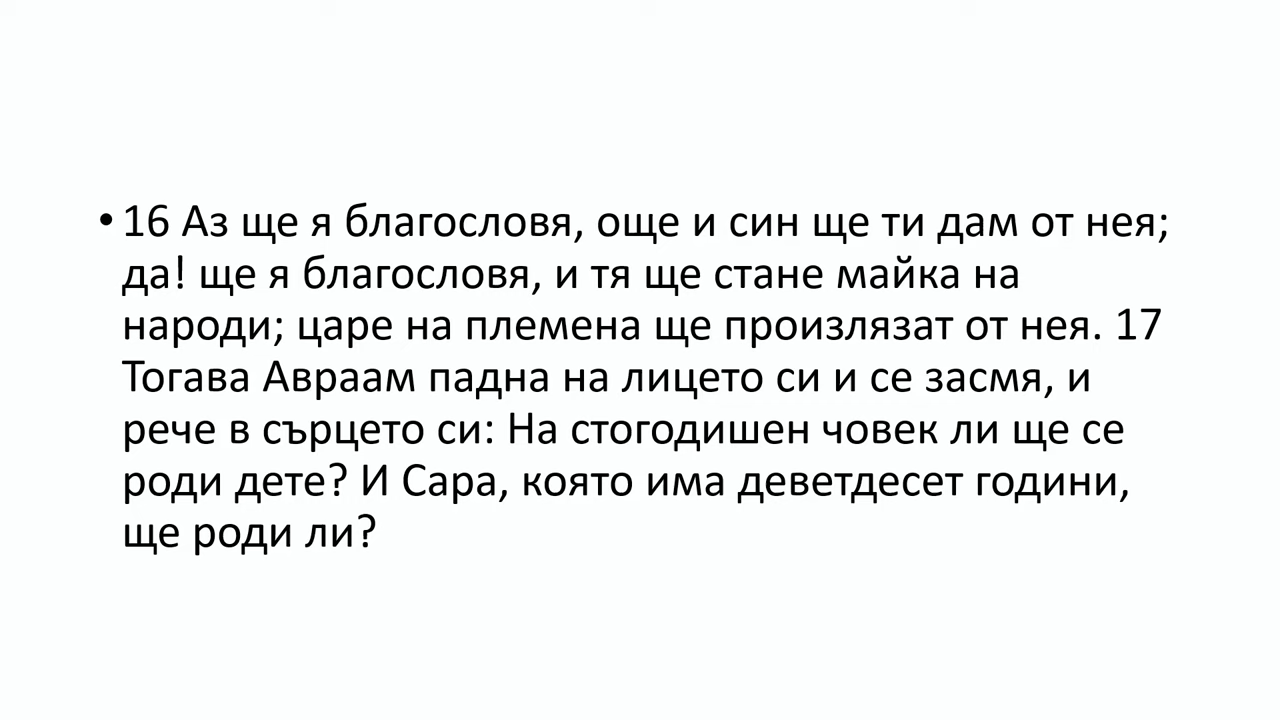 • 16 Аз ще я благословя, още и син ще ти дам от нея;
да! ще я благословя, и тя ще стане майка на
народи; царе на племена ще произлязат от нея. 17
Тогава Авраам падна на лицето си и се засмя, и
рече в сърцето си: На стогодишен човек ли ще се
роди дете? И Сара, която има деветдесет години,
ще роди ли?